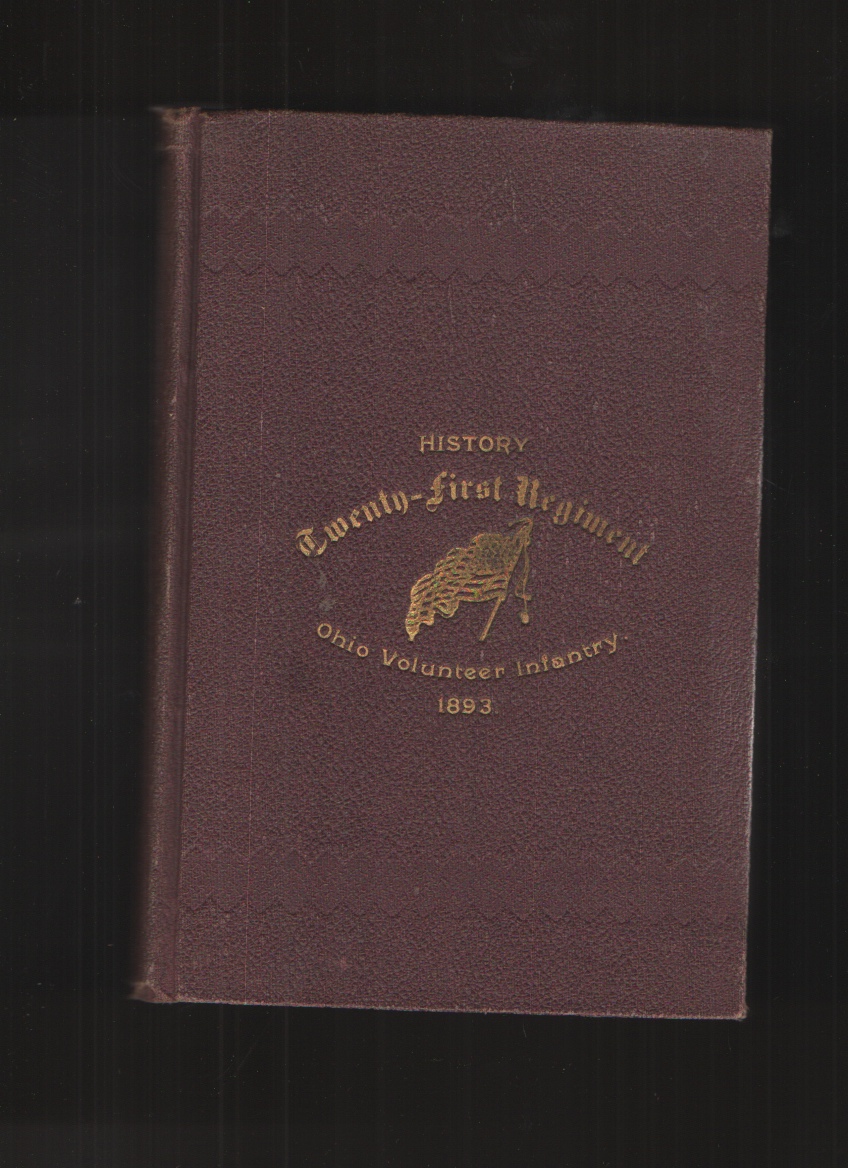 HISTORY
Twenty-First Regiment
Ohio Volunteer Infantry.
1893